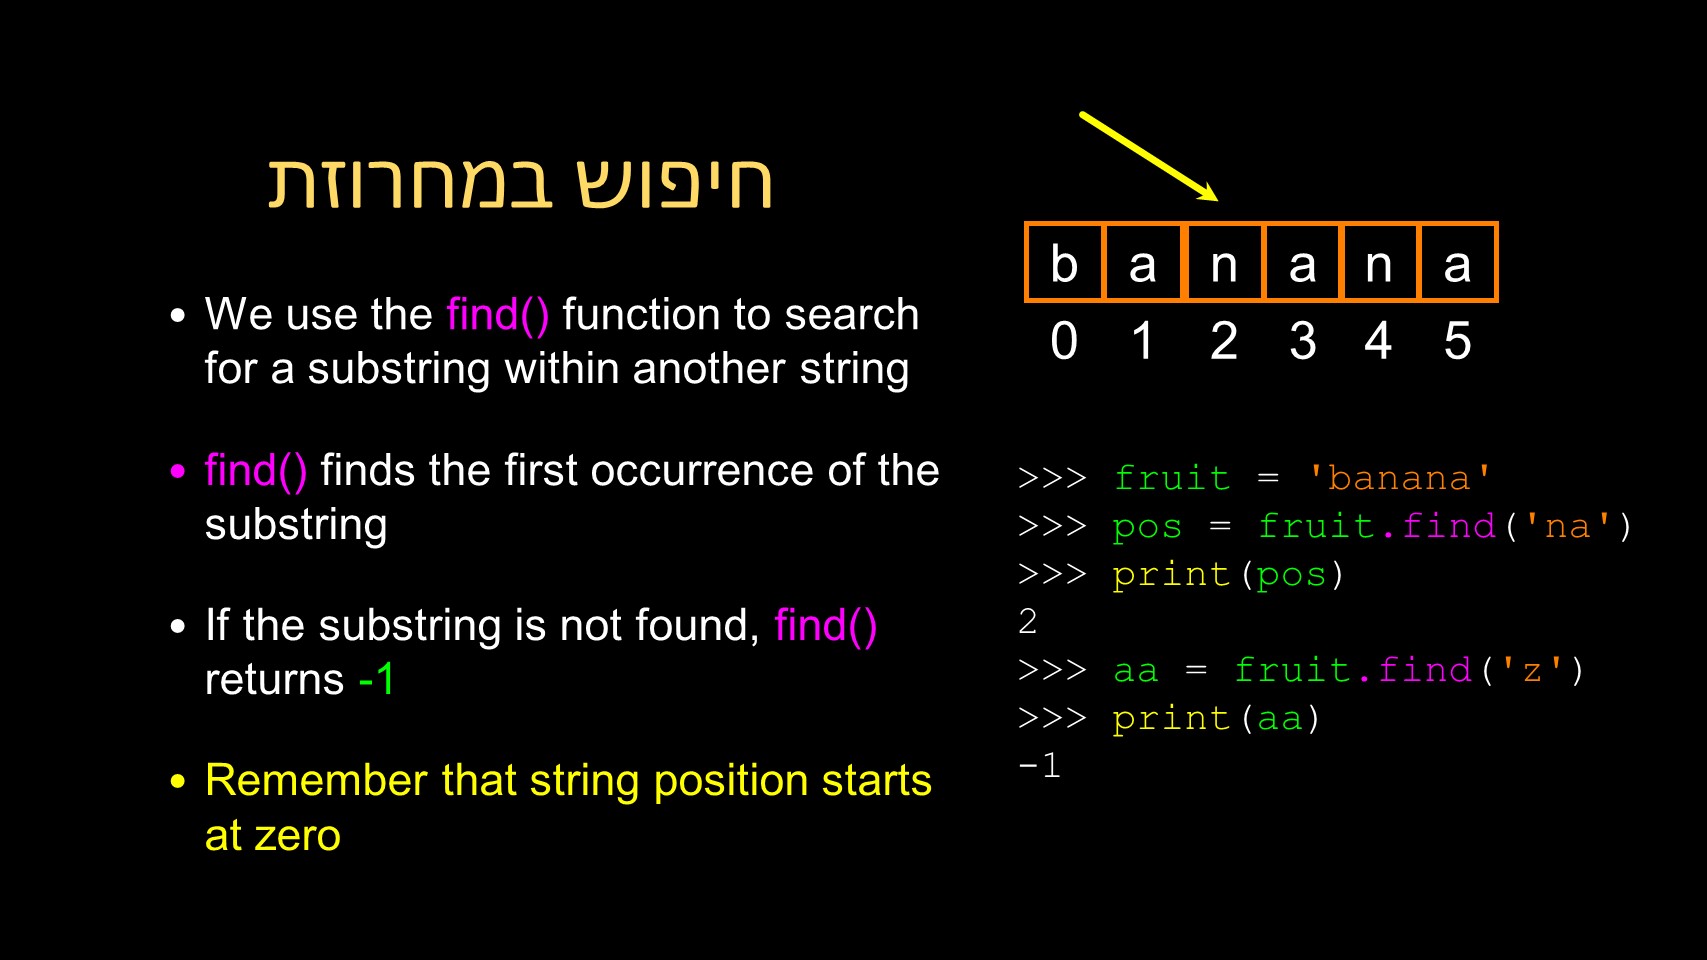 חיפוש במחרוזת
• We use the find() function to search
for a substring within another string
• find() finds the first occurrence of the
substring
• If the substring is not found, find()
returns -1
• Remember that string position starts
at zero
b a n a n a
0 1 2 3 4 5
>>> fruit = 'banana'
>>> pos = fruit.find('na')
>>> print(pos)
2
>>> aa = fruit.find('z')
>>> print(aa)
-1